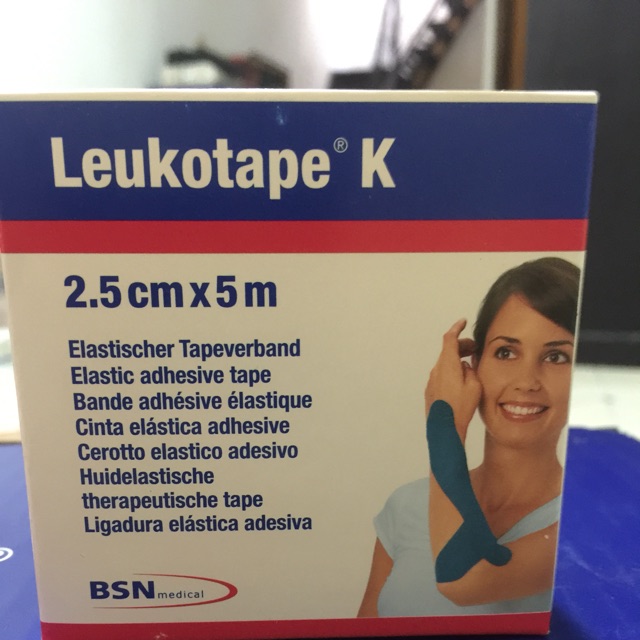 Leukotape® K
2.5 cm x 5 m
Elastischer Tapeverband
Elastic adhesive tape
Bande adhésive élastique
Cinta elástica adhesive
Cerotto elastico adesivo
Huidelastische
therapeutische tape
Ligadura elástica adesiva
BSN medical